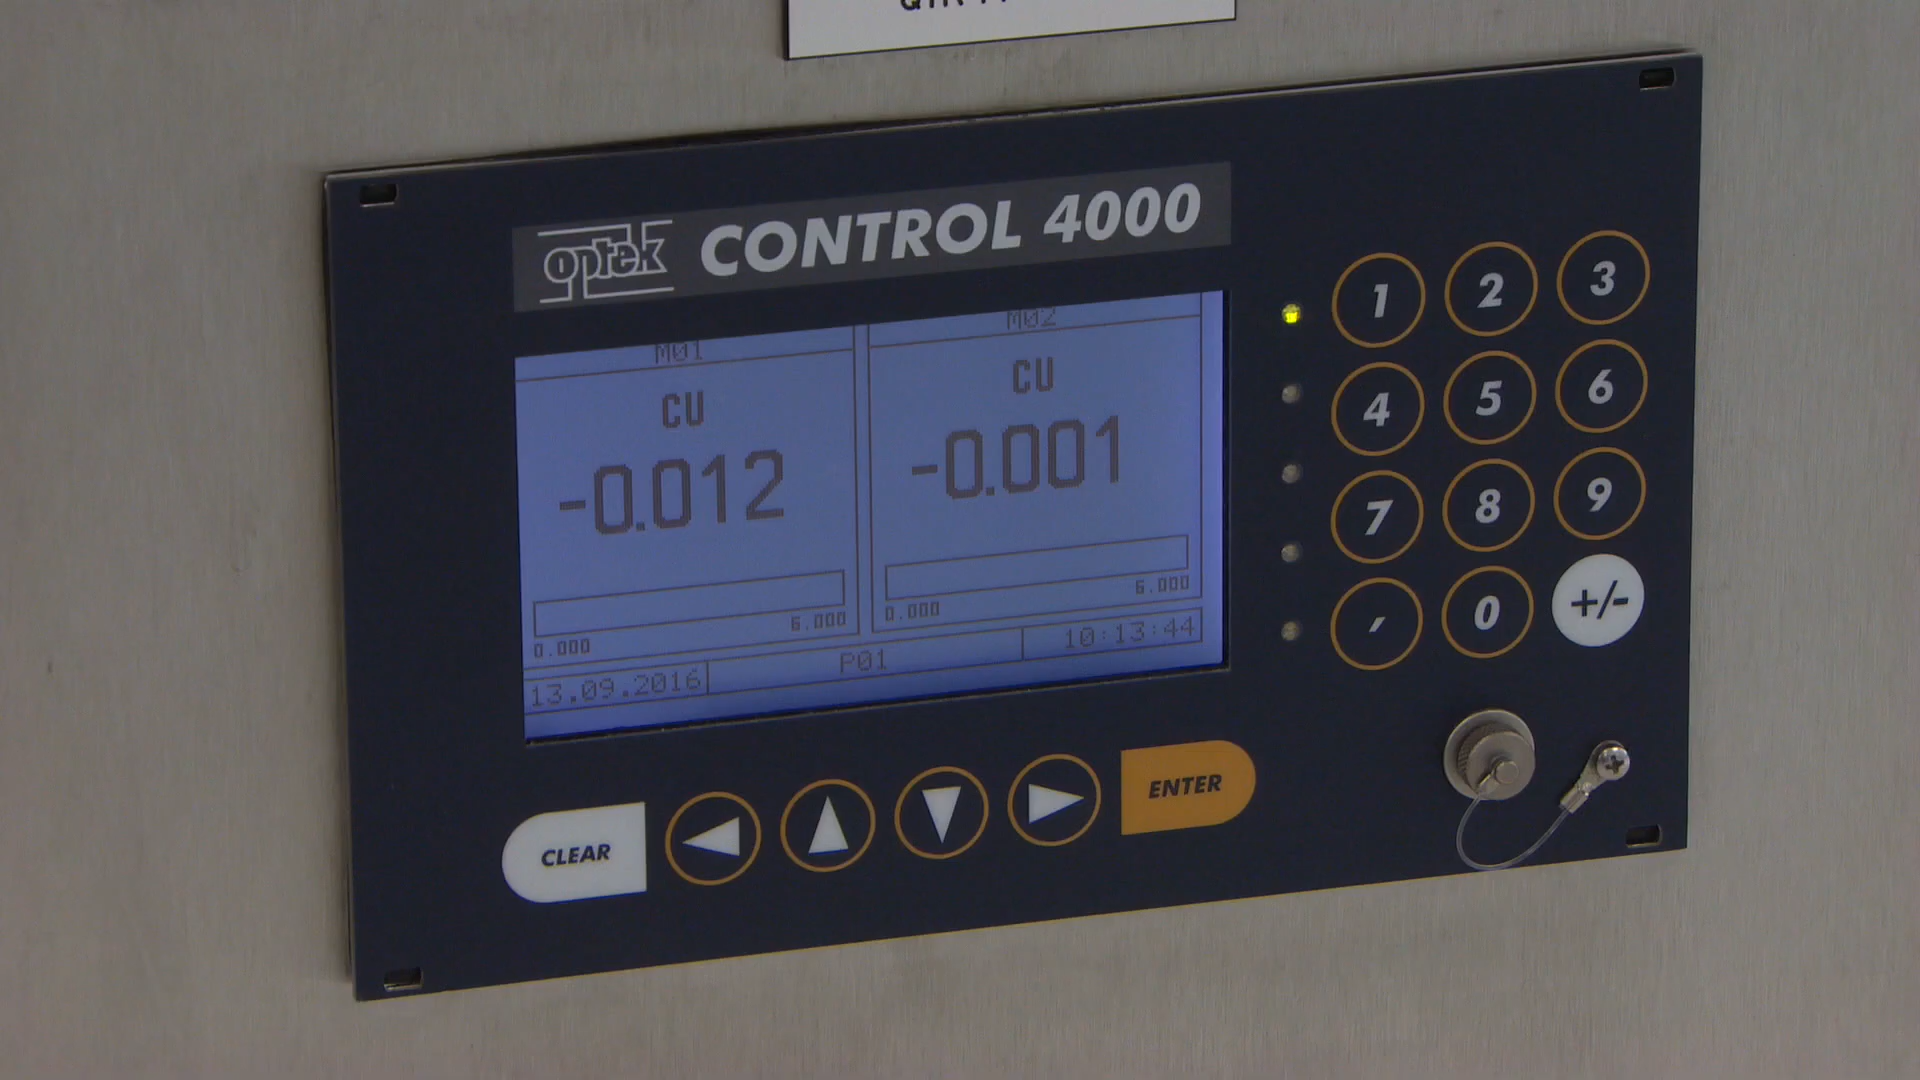 optek CONTROL 4000
M01
CU
-0.012
0.000 6.000
M02
CU
-0.001
0.000 6.000
13.09.2016 P01 10:13:44
1 2 3
4 5 6
7 8 9
, 0 +/-
CLEAR ENTER